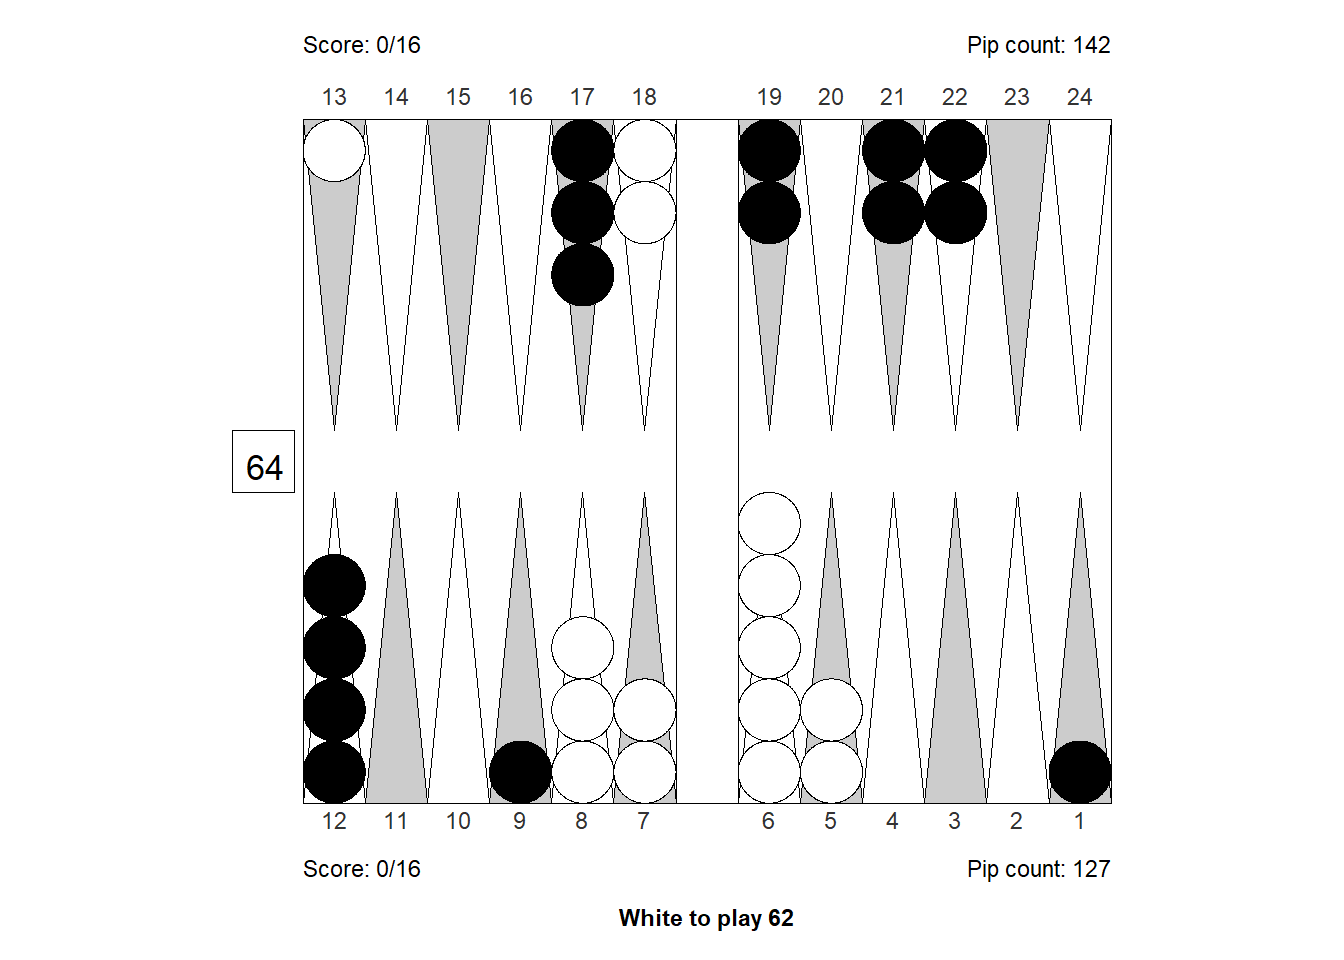 Score: 0/16 Pip count: 142
13 14 15 16 17 18 19 20 21 22 23 24
64
12 11 10 9 8 7 6 5 4 3 2 1
Score: 0/16 Pip count: 127
White to play 62